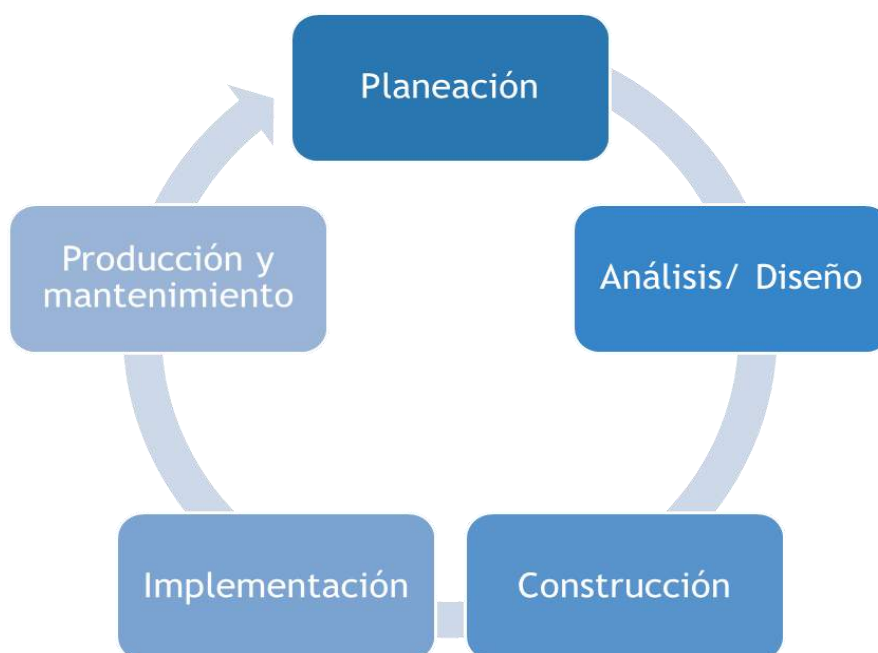 Planeación
Análisis/ Diseño
Construcción
Implementación
Producción y
mantenimiento